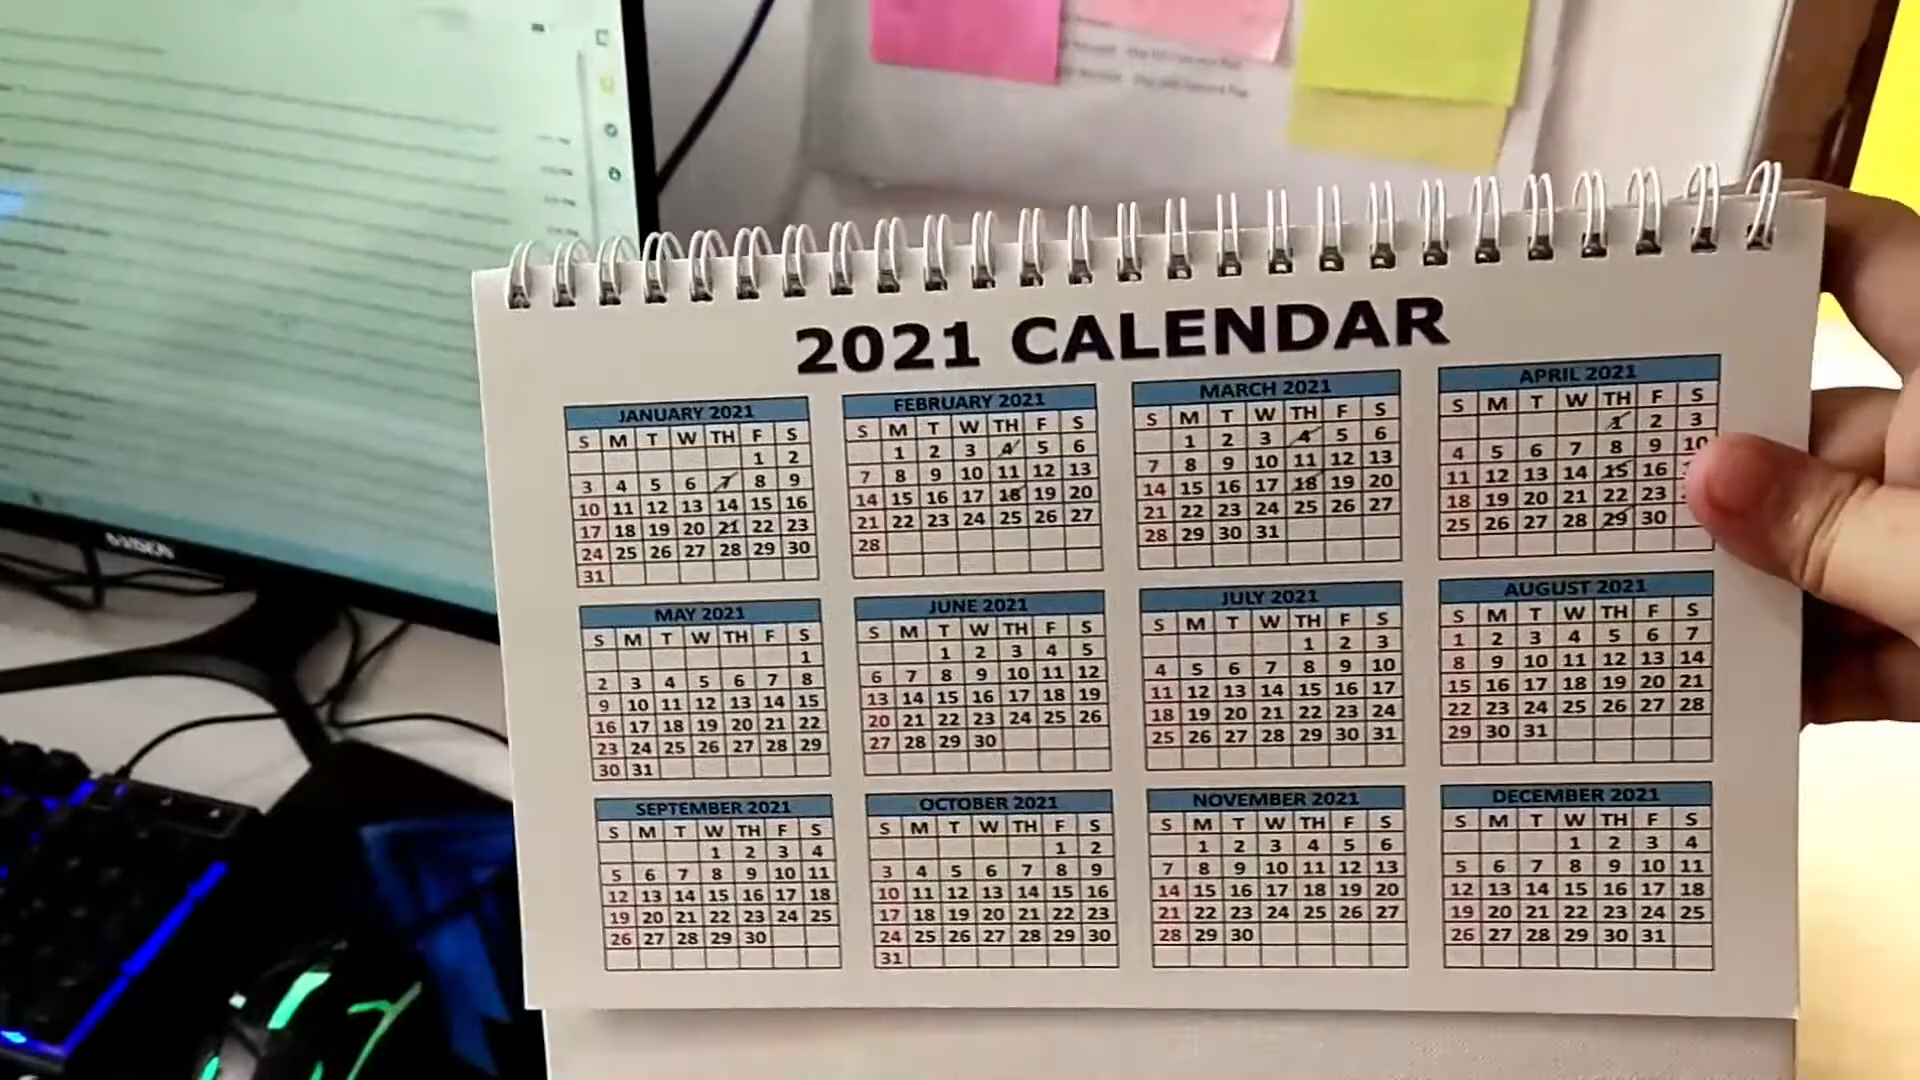 2021 CALENDAR
JANUARY 2021
S M T W TH F S
1 2
3 4 5 6 7 8 9
10 11 12 13 14 15 16
17 18 19 20 21 22 23
24 25 26 27 28 29 30
31
FEBRUARY 2021
S M T W TH F S
1 2 3 4 5 6
7 8 9 10 11 12 13
14 15 16 17 18 19 20
21 22 23 24 25 26 27
28
MARCH 2021
S M T W TH F S
1 2 3 4 5 6
7 8 9 10 11 12 13
14 15 16 17 18 19 20
21 22 23 24 25 26 27
28 29 30 31
APRIL 2021
S M T W TH F S
1 2 3
4 5 6 7 8 9 10
11 12 13 14 15 16
18 19 20 21 22 23
25 26 27 28 29 30
MAY 2021
S M T W TH F S
1
2 3 4 5 6 7 8
9 10 11 12 13 14 15
16 17 18 19 20 21 22
23 24 25 26 27 28 29
30 31
JUNE 2021
S M T W TH F S
1 2 3 4 5
6 7 8 9 10 11 12
13 14 15 16 17 18 19
20 21 22 23 24 25 26
27 28 29 30
JULY 2021
S M T W TH F S
1 2 3
4 5 6 7 8 9 10
11 12 13 14 15 16 17
18 19 20 21 22 23 24
25 26 27 28 29 30 31
AUGUST 2021
S M T W TH F S
1 2 3 4 5 6 7
8 9 10 11 12 13 14
15 16 17 18 19 20 21
22 23 24 25 26 27 28
29 30 31
SEPTEMBER 2021
S M T W TH F S
1 2 3 4
5 6 7 8 9 10 11
12 13 14 15 16 17 18
19 20 21 22 23 24 25
26 27 28 29 30
OCTOBER 2021
S M T W TH F S
1 2
3 4 5 6 7 8 9
10 11 12 13 14 15 16
17 18 19 20 21 22 23
24 25 26 27 28 29 30
31
NOVEMBER 2021
S M T W TH F S
1 2 3 4 5 6
7 8 9 10 11 12 13
14 15 16 17 18 19 20
21 22 23 24 25 26 27
28 29 30
DECEMBER 2021
S M T W TH F S
1 2 3 4
5 6 7 8 9 10 11
12 13 14 15 16 17 18
19 20 21 22 23 24 25
26 27 28 29 30 31